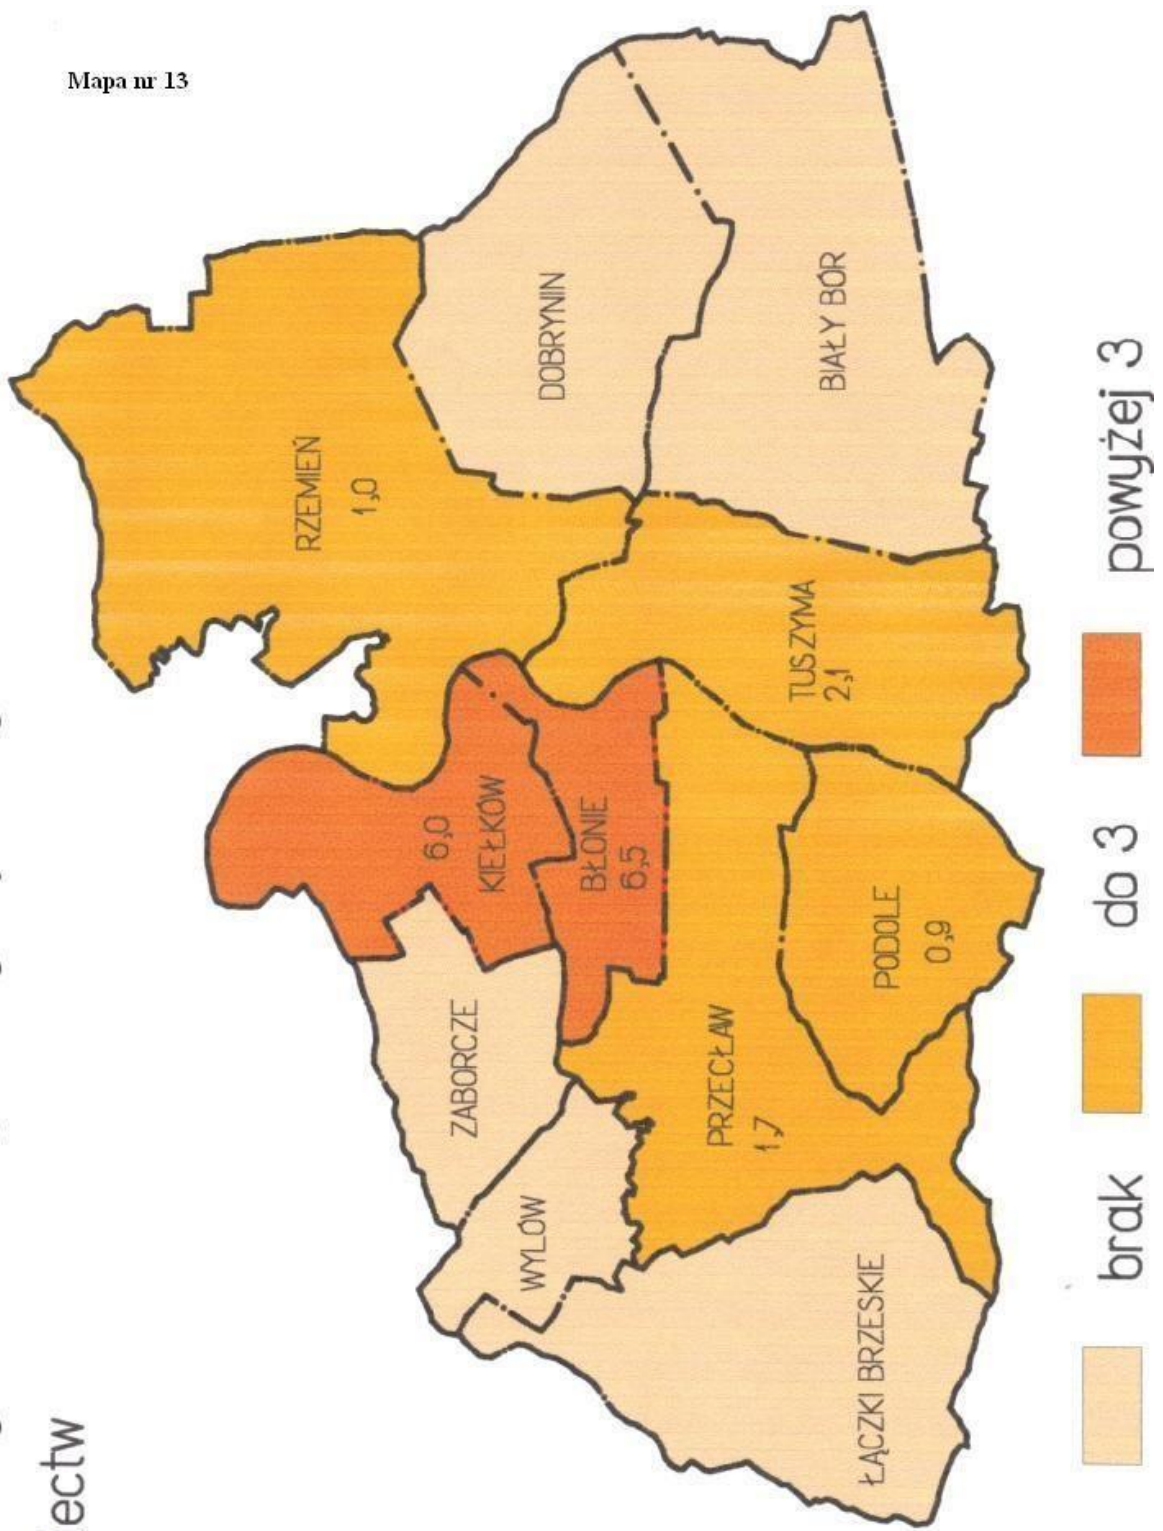 Mapa nr 13
ectw
RZEMIEŃ
1,0
DOBRYNIN
BIAŁY BÓR
TUSZYMA
2,1
6,0
KIEŁKÓW
BŁONIE
6,5
ZABORCZE
WYLÓW
PRZECŁAW
1,7
PODOLE
0,9
ŁĄCZKI BRZESKIE
brak
do 3
powyżej 3